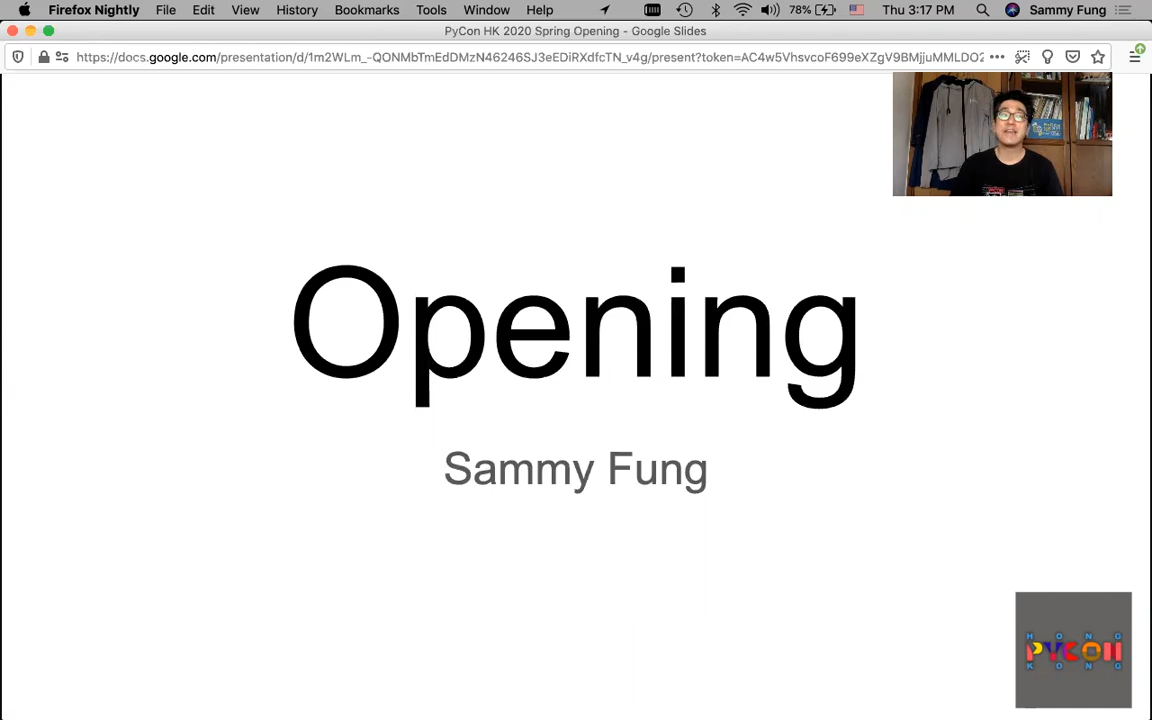 Firefox Nightly File Edit View History Bookmarks Tools Window Help 78% Thu 3:17 PM Sammy Fung
PyCon HK 2020 Spring Opening - Google Slides
https://docs.google.com/presentation/d/1m2WLm_-QONMbTmEdDMzN46246SJ3eEDiRXdfcTN_v4g/present?token=AC4w5VhsvcoF699eXZgV9BMjjuMMLDO2
Opening
Sammy Fung
HONG
PYCON
KONG